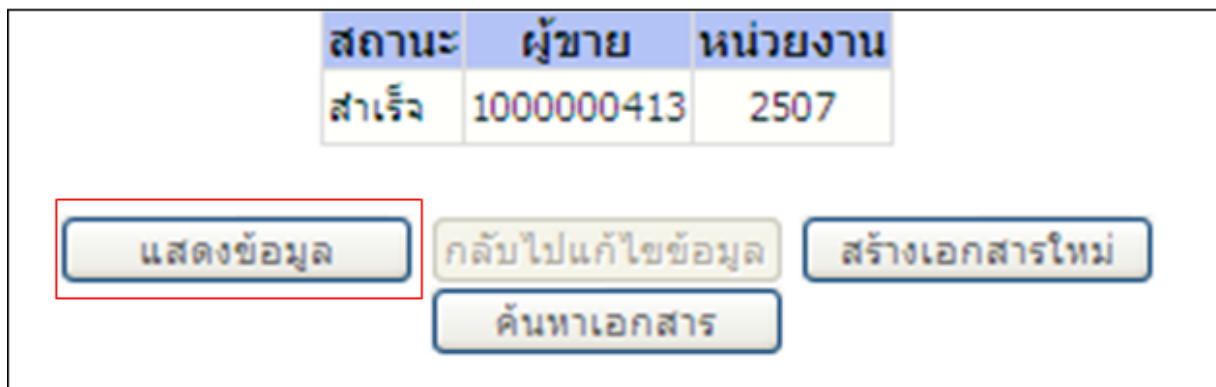 สถานะ ผู้ขาย หน่วยงาน
สำเร็จ 1000000413 2507
แสดงข้อมูล กลับไปแก้ไขข้อมูล สร้างเอกสารใหม่
ค้นหาเอกสาร